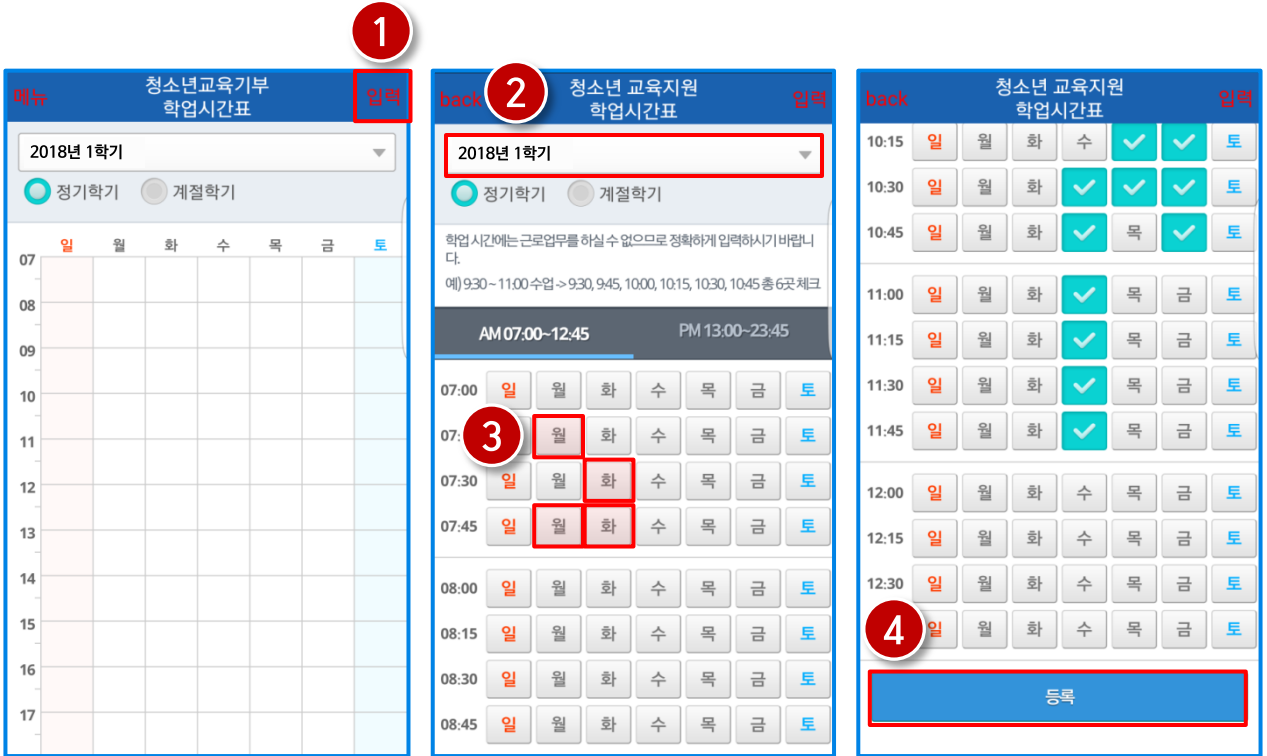 1
메뉴
청소년교육기부
학업시간표
입력
2018년 1학기
정기학기 계절학기
일 월 화 수 목 금 토
07
08
09
10
11
12
13
14
15
16
17
back
2
청소년 교육지원
학업시간표
입력
2018년 1학기
정기학기 계절학기
학업 시간에는 근로업무를 하실 수 없으므로 정확하게 입력하시기 바랍니
다.
예) 9:30 ~ 11:00 수업 -> 9:30, 9:45, 10:00, 10:15, 10:30, 10:45 총 6곳 체크
AM 07:00~12:45 PM 13:00~23:45
07:00 일 월 화 수 목 금 토
3
07: 월 화 수 목 금 토
07:30 일 월 화 수 목 금 토
07:45 일 월 화 수 목 금 토
08:00 일 월 화 수 목 금 토
08:15 일 월 화 수 목 금 토
08:30 일 월 화 수 목 금 토
08:45 일 월 화 수 목 금 토
back
청소년 교육지원
학업시간표
입력
10:15 일 월 화 수 토
10:30 일 월 화 토
10:45 일 월 화 목 토
11:00 일 월 화 목 금 토
11:15 일 월 화 목 금 토
11:30 일 월 화 목 금 토
11:45 일 월 화 목 금 토
12:00 일 월 화 수 목 금 토
12:15 일 월 화 수 목 금 토
12:30 일 월 화 수 목 금 토
4
일 월 화 수 목 금 토
등록